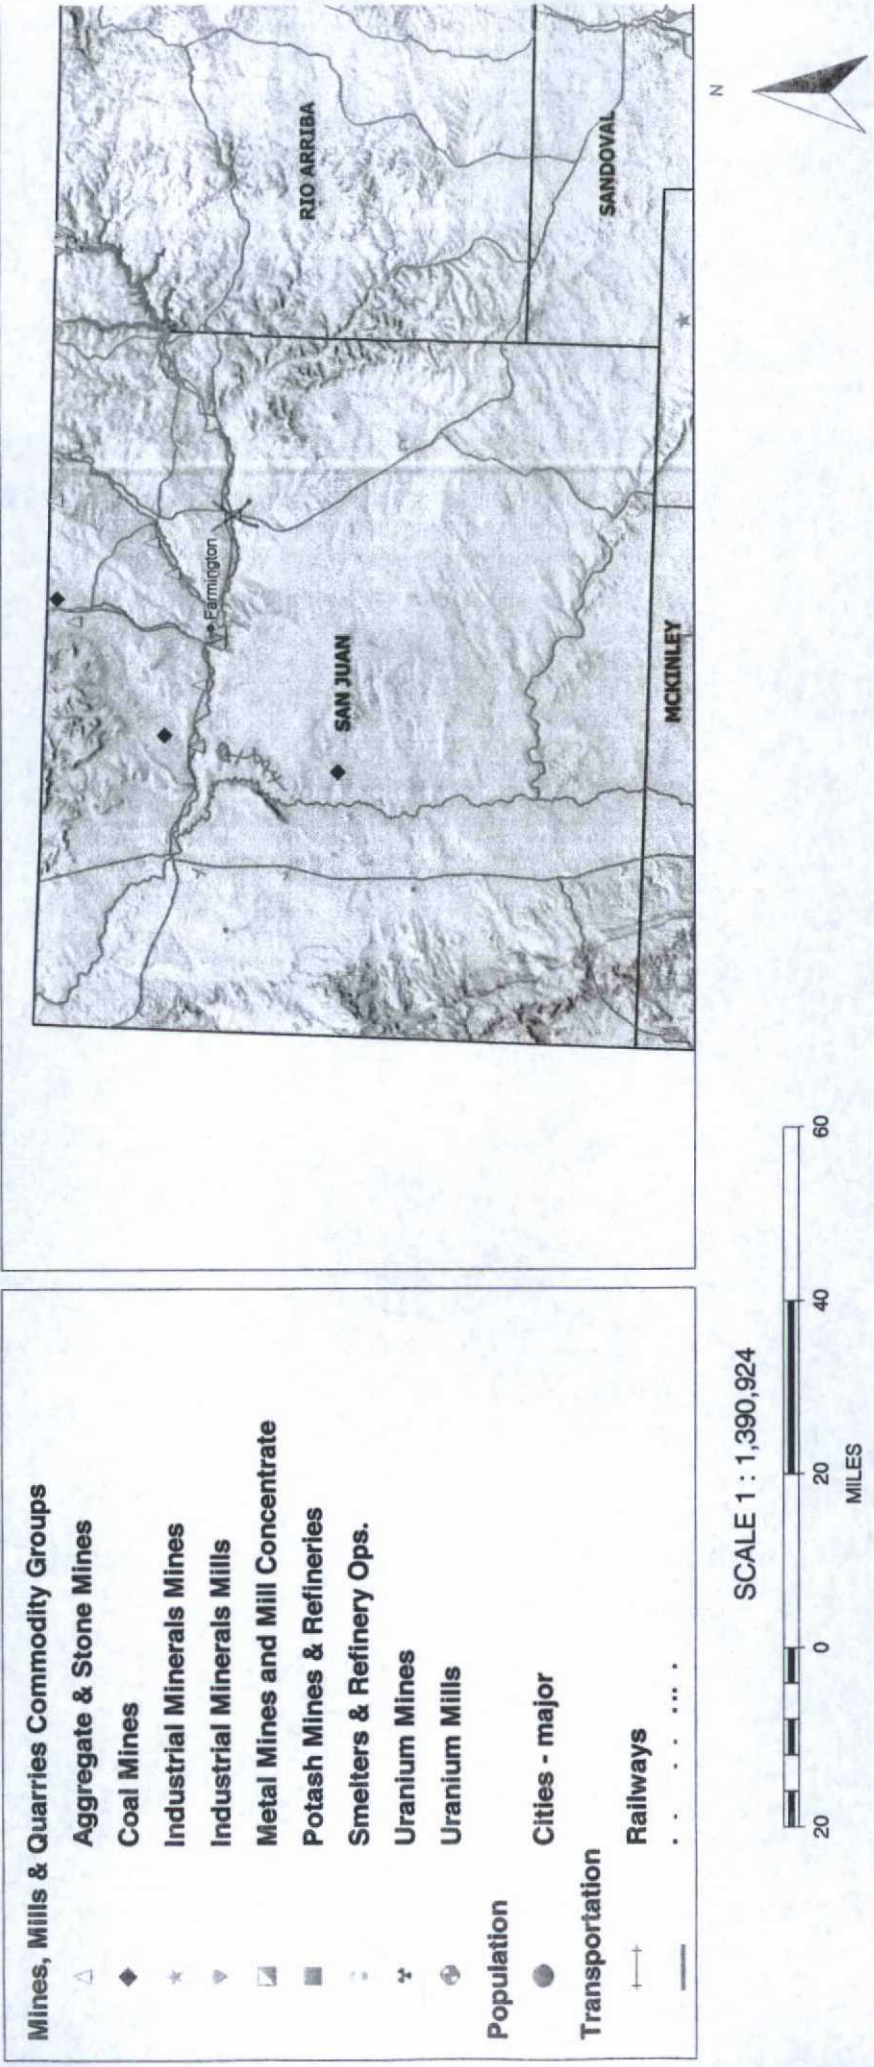 Mines, Mills & Quarries Commodity Groups
Aggregate & Stone Mines
Coal Mines
Industrial Minerals Mines
Industrial Minerals Mills
Metal Mines and Mill Concentrate
Potash Mines & Refineries
Smelters & Refinery Ops.
Uranium Mines
Uranium Mills
Population
Cities - major
Transportation
Railways
Farmington
SAN JUAN
RIO ARRIBA
SANDOVAL
MCKINLEY
SCALE 1 : 1,390,924
20 0 20 40 60
MILES
N